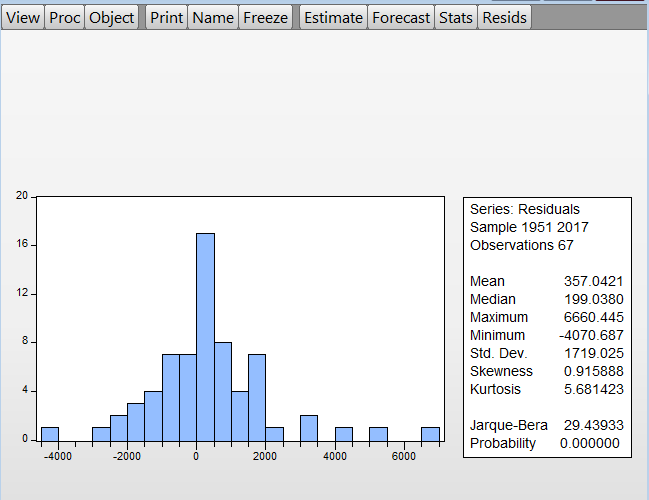 View Proc Object Print Name Freeze Estimate Forecast Stats Resids
20
16
12
8
4
0
-4000 -2000 0 2000 4000 6000
Series: Residuals
Sample 1951 2017
Observations 67
Mean 357.0421
Median 199.0380
Maximum 6660.445
Minimum -4070.687
Std. Dev. 1719.025
Skewness 0.915888
Kurtosis 5.681423
Jarque-Bera 29.43933
Probability 0.000000